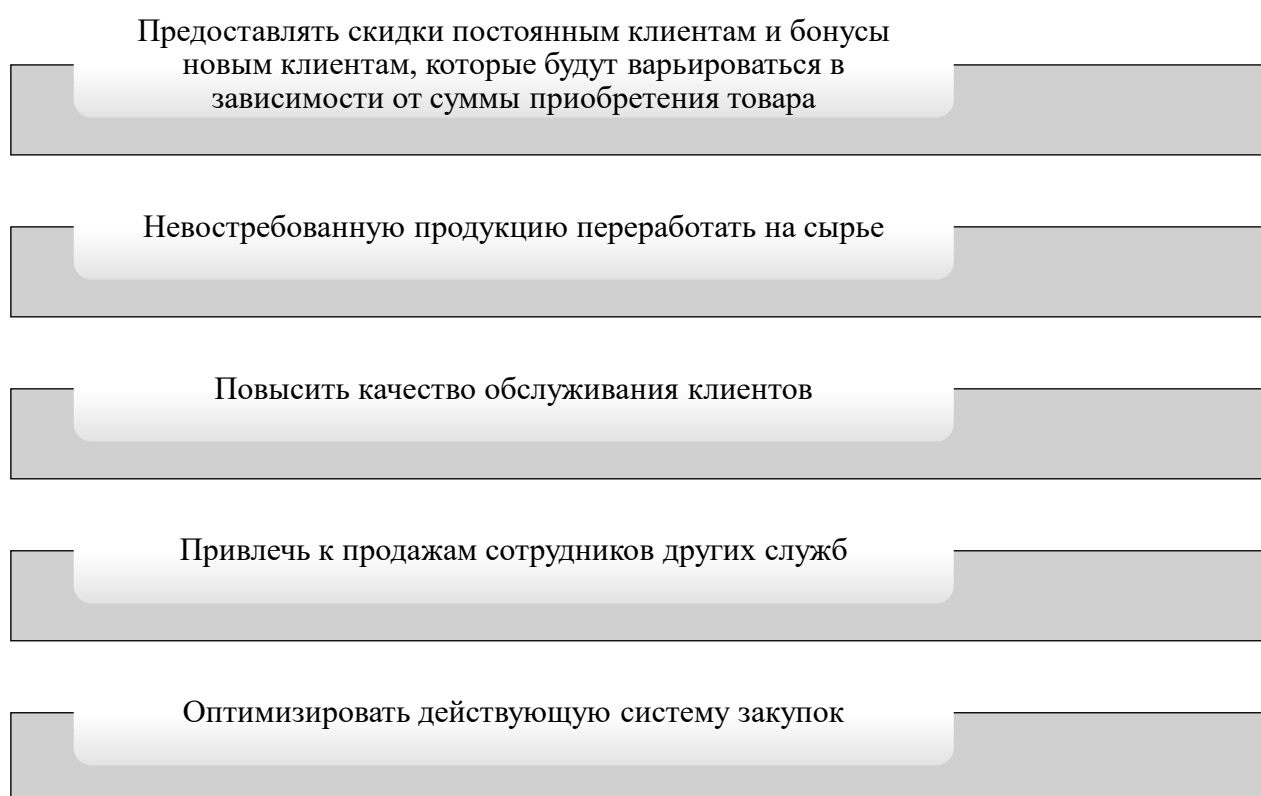 Предоставлять скидки постоянным клиентам и бонусы
новым клиентам, которые будут варьироваться в
зависимости от суммы приобретения товара
Невостребованную продукцию переработать на сырье
Повысить качество обслуживания клиентов
Привлечь к продажам сотрудников других служб
Оптимизировать действующую систему закупок